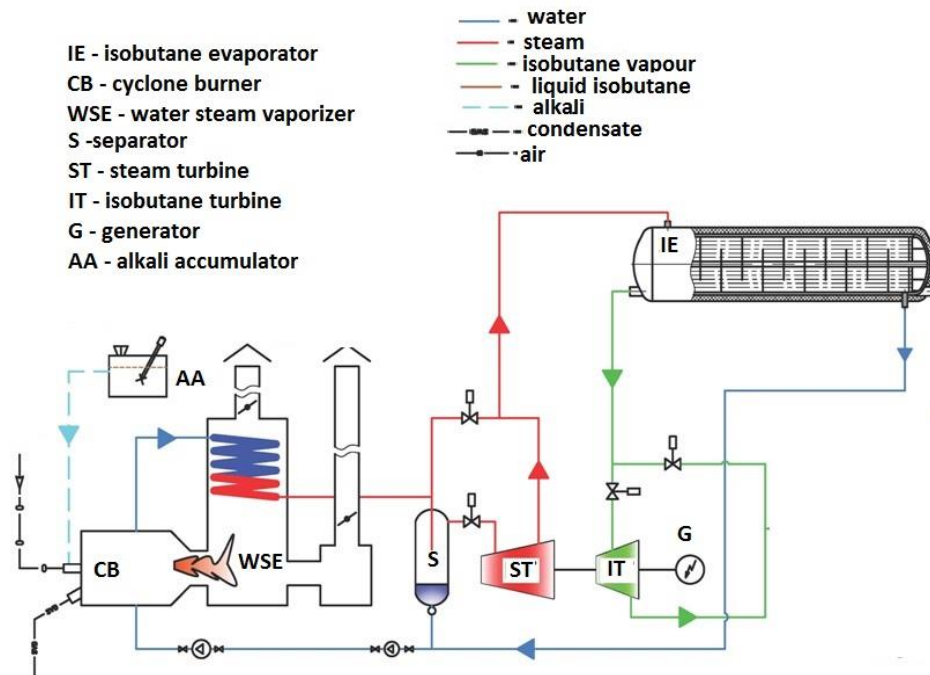 IE - isobutane evaporator
CB - cyclone burner
WSE - water steam vaporizer
S -separator
ST - steam turbine
IT - isobutane turbine
G - generator
AA - alkali accumulator
water
steam
isobutane vapour
liquid isobutane
alkali
condensate
air
IE
AA
CB
WSE
S
ST
IT
G